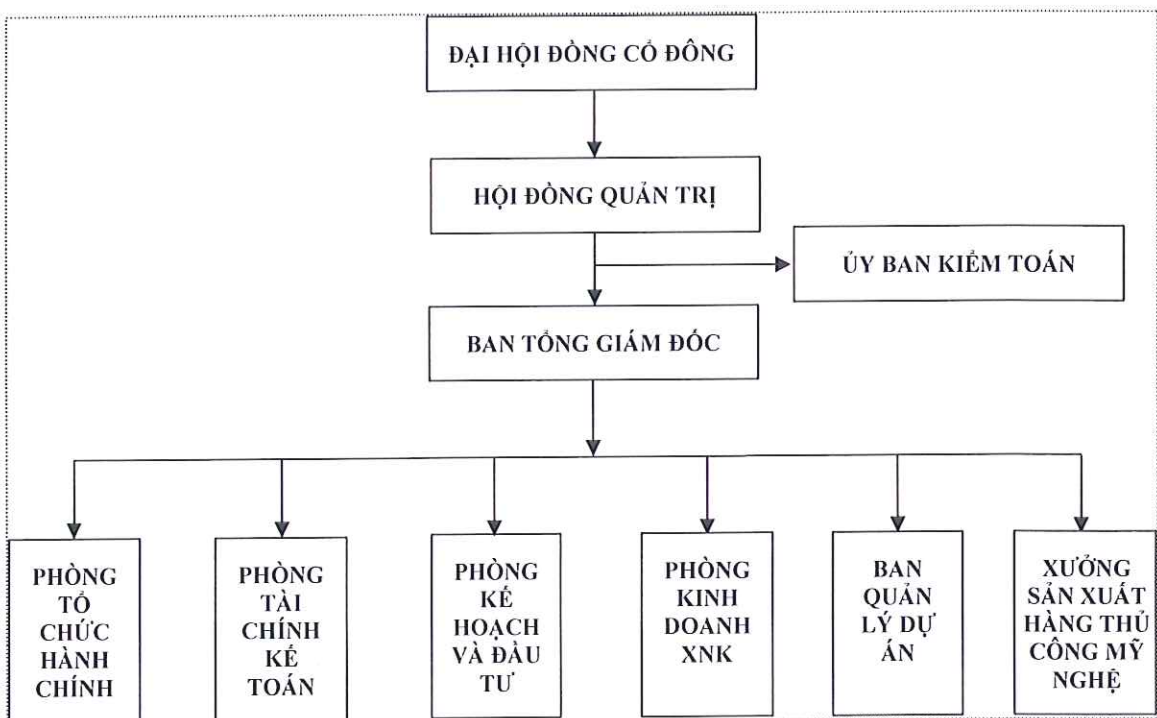 ĐẠI HỘI ĐỒNG CỔ ĐÔNG
HỘI ĐỒNG QUẢN TRỊ
ỦY BAN KIỂM TOÁN
BAN TỔNG GIÁM ĐỐC
PHÒNG
TỔ
CHỨC
HÀNH
CHÍNH
PHÒNG
TÀI
CHÍNH
KẾ
TOÁN
PHÒNG
KẾ
HOẠCH
VÀ ĐẦU
TƯ
PHÒNG
KINH
DOANH
XNK
BAN
QUẢN
LÝ DỰ
ÁN
XƯỞNG
SẢN XUẤT
HÀNG THỦ
CÔNG MỸ
NGHỆ